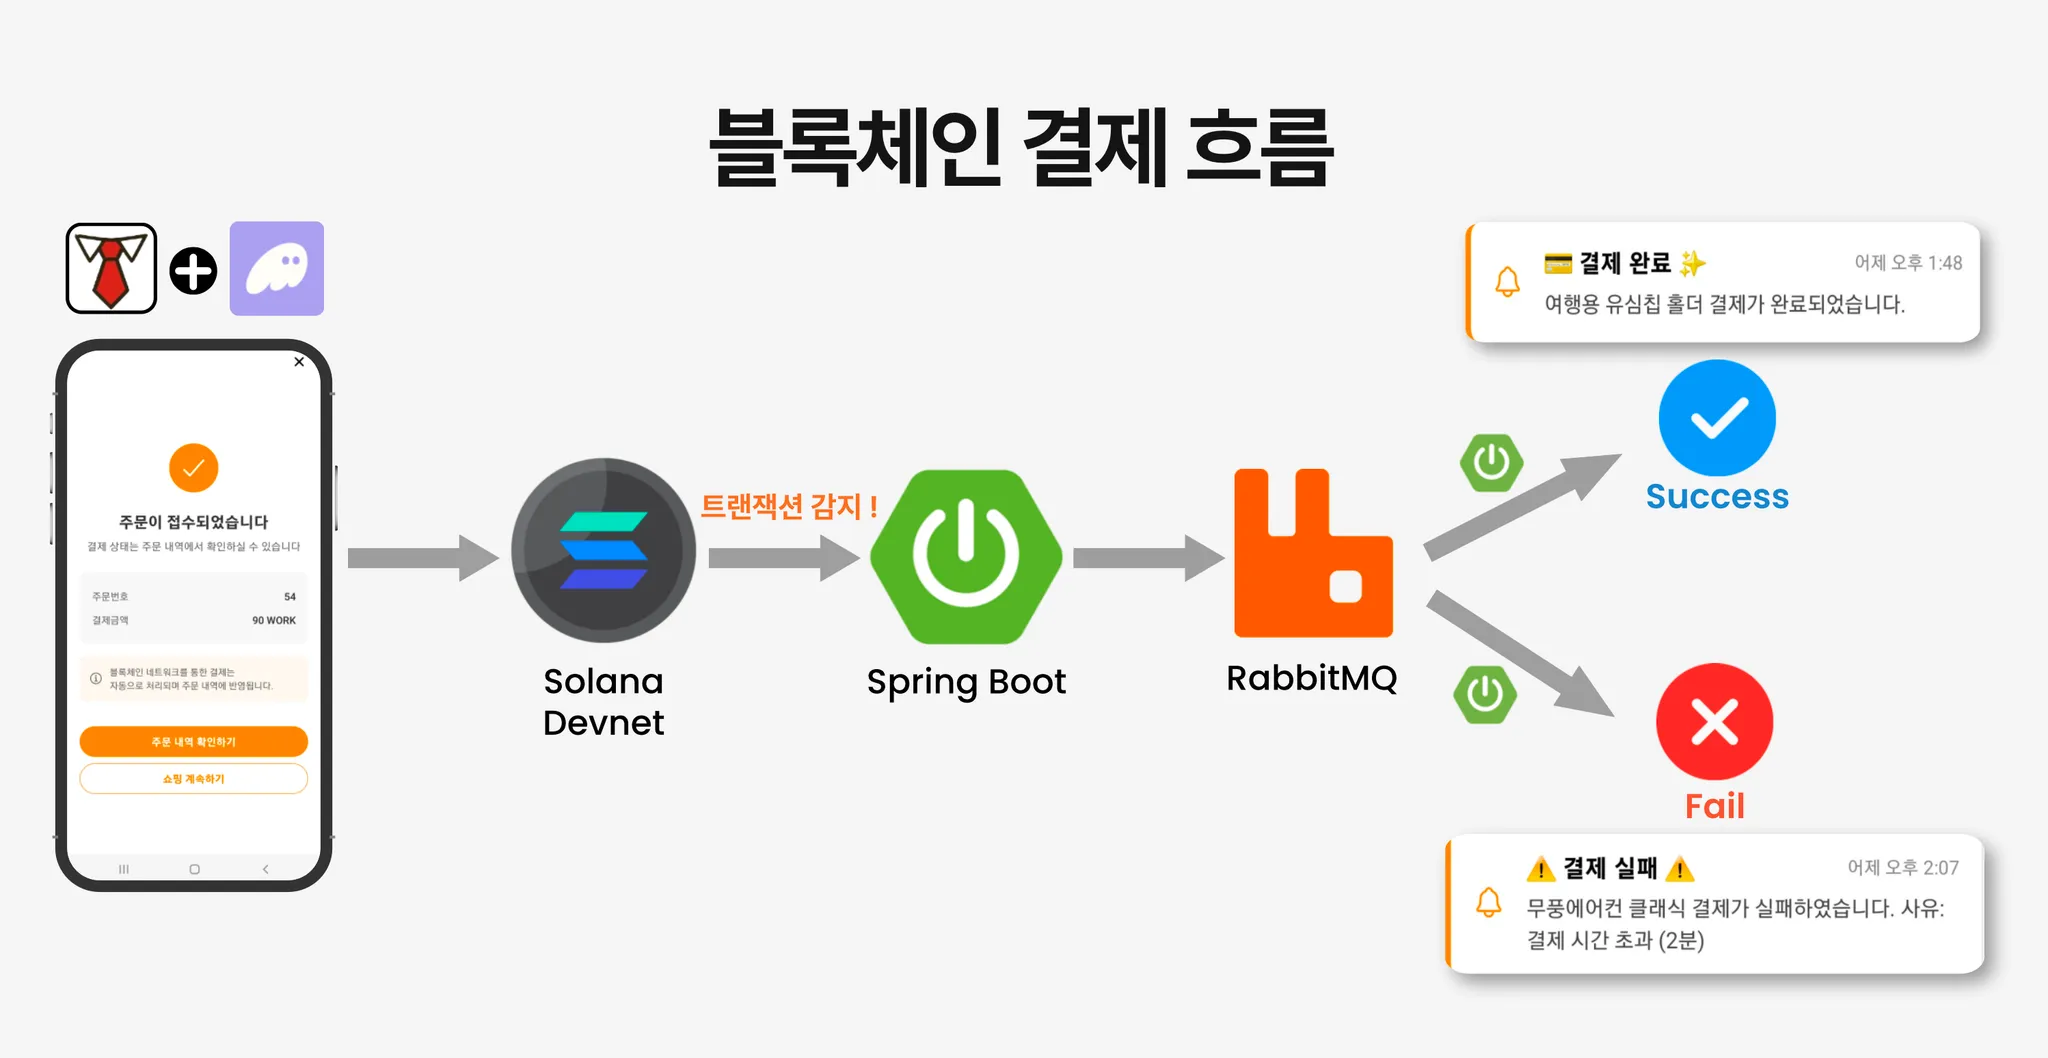 블록체인 결제 흐름
주문이 접수되었습니다
결제 상태는 주문 내역에서 확인하실 수 있습니다
주문번호 54
결제금액 90 WORK
블록체인 네트워크를 통한 결제는
자동으로 처리되며 주문 내역에 반영됩니다.
주문 내역 확인하기
쇼핑 계속하기
Solana
Devnet
트랜잭션 감지 !
Spring Boot
RabbitMQ
💳 결제 완료 ✨ 어제 오후 1:48
여행용 유심칩 홀더 결제가 완료되었습니다.
Success
Fail
⚠️ 결제 실패 ⚠️ 어제 오후 2:07
무풍에어컨 클래식 결제가 실패하였습니다. 사유:
결제 시간 초과 (2분)